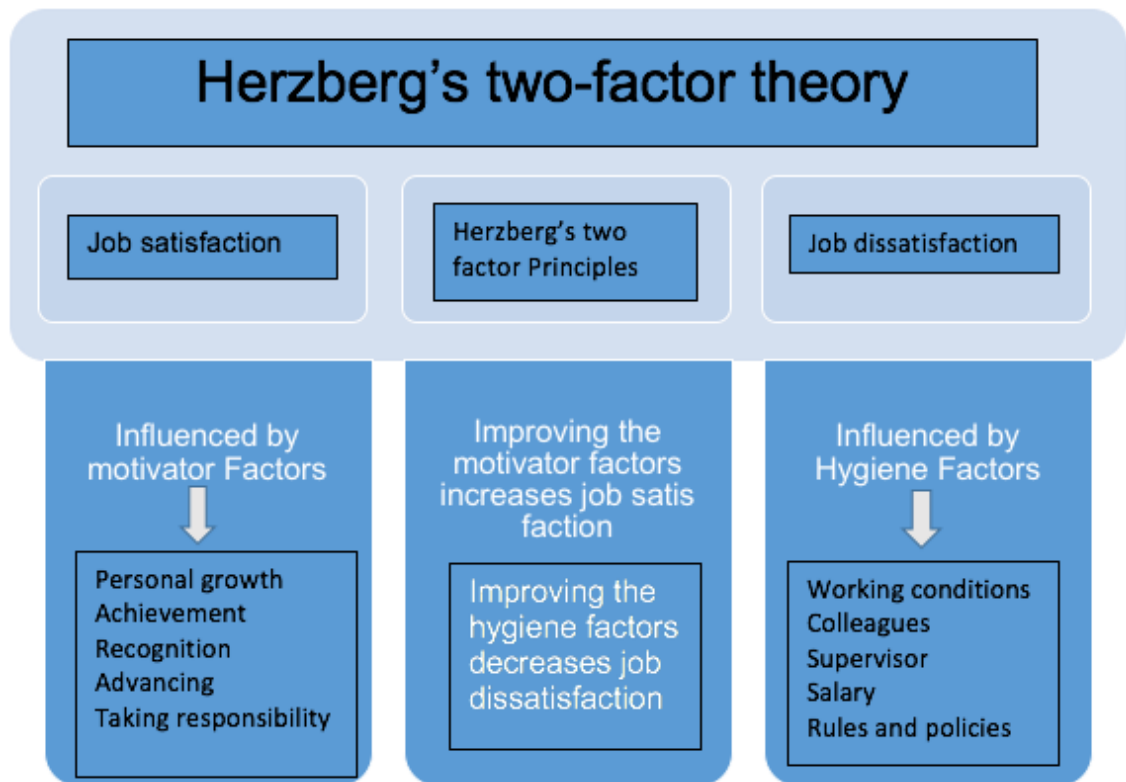 Herzberg’s two-factor theory
Job satisfaction
Herzberg’s two
factor Principles
Job dissatisfaction
Influenced by
motivator Factors
Personal growth
Achievement
Recognition
Advancing
Taking responsibility
Improving the
motivator factors
increases job satis
faction
Improving the
hygiene factors
decreases job
dissatisfaction
Influenced by
Hygiene Factors
Working conditions
Colleagues
Supervisor
Salary
Rules and policies